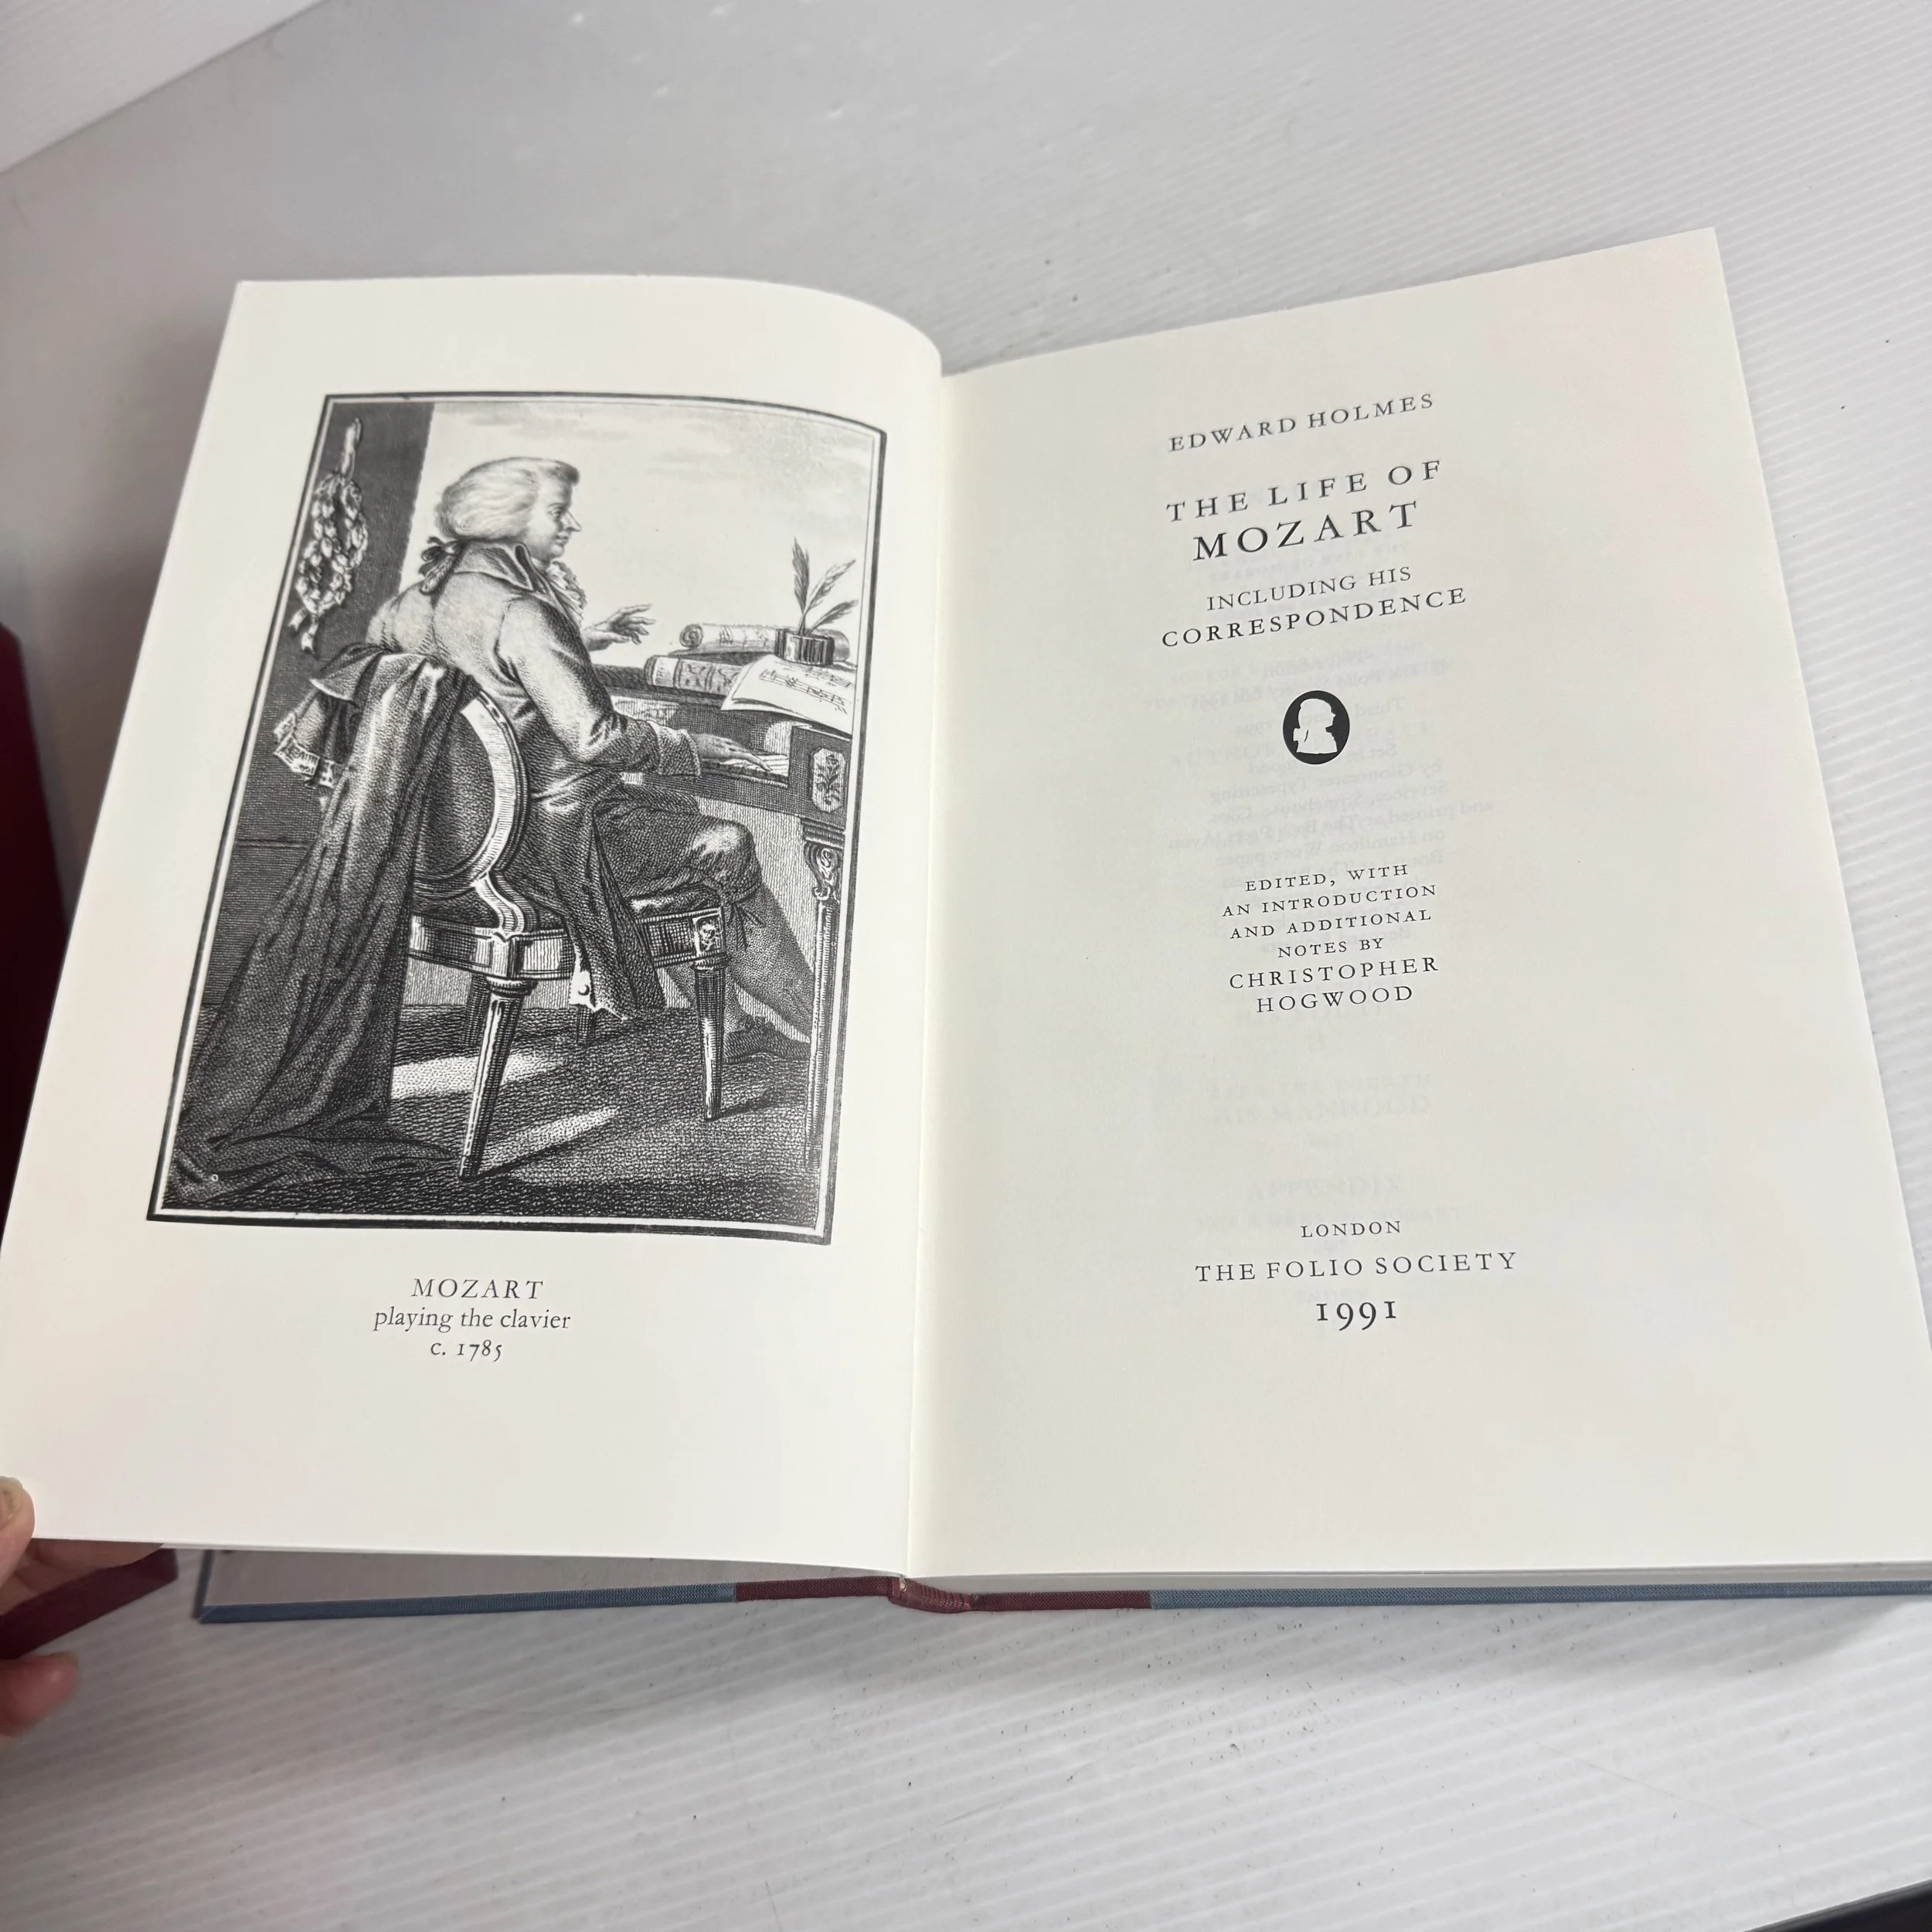 MOZART
playing the clavier
c. 1785
EDWARD HOLMES
THE LIFE OF
MOZART
INCLUDING HIS
CORRESPONDENCE
EDITED, WITH
AN INTRODUCTION
AND ADDITIONAL
NOTES BY
CHRISTOPHER
HOGWOOD
LONDON
THE FOLIO SOCIETY
1991